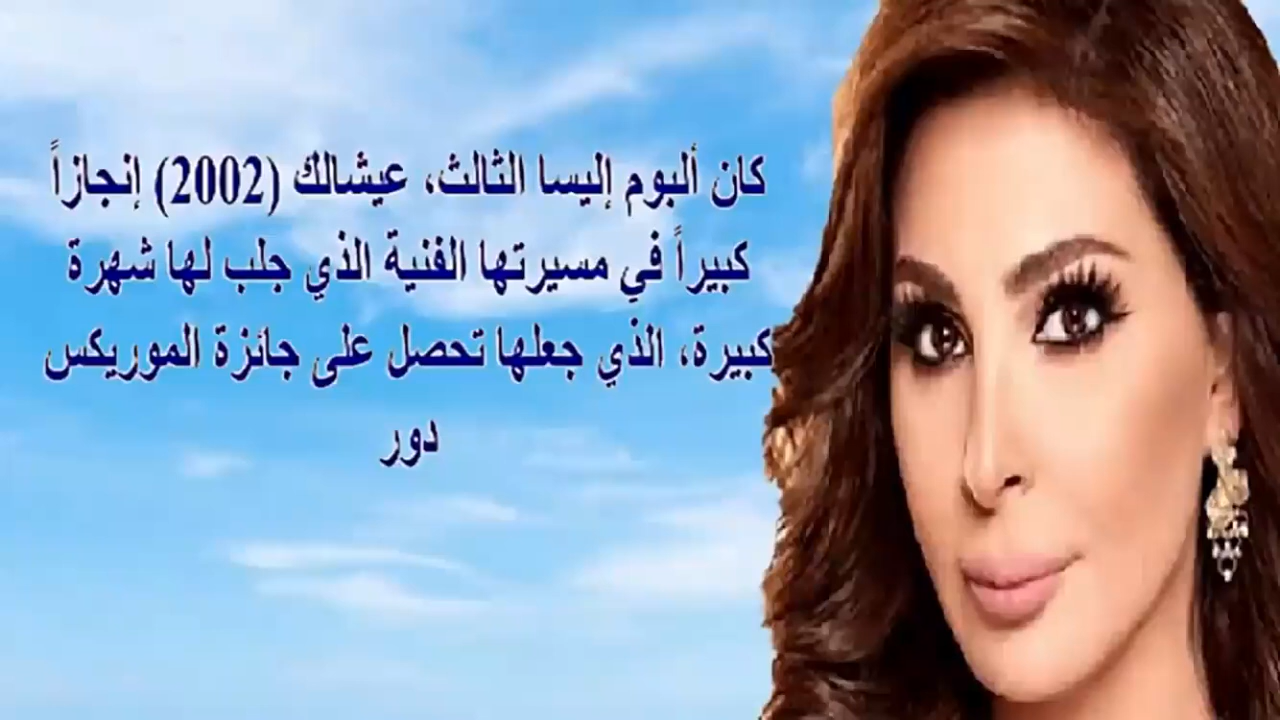 كان ألبوم إليسا الثالث، عيشالك (2002) إنجازاً
كبيراً في مسيرتها الفنية الذي جلب لها شهرة
كبيرة، الذي جعلها تحصل على جائزة الموريكس
دور